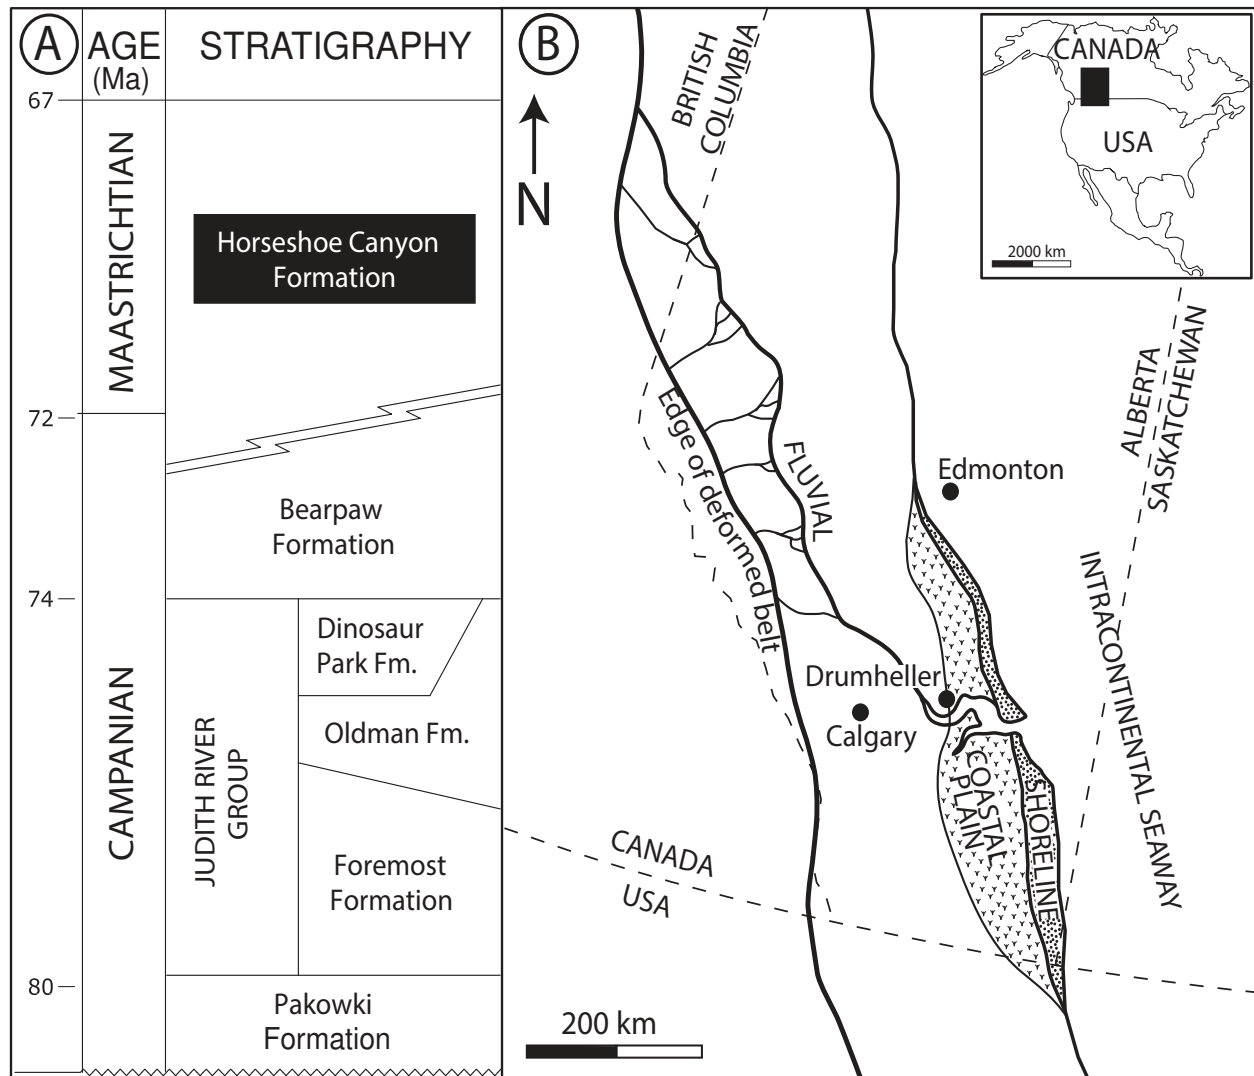 A
AGE
(Ma)
STRATIGRAPHY
67
72
74
80
MAASTRICHTIAN
CAMPANIAN
Horseshoe Canyon
Formation
Bearpaw
Formation
JUDITH RIVER
GROUP
Dinosaur
Park Fm.
Oldman Fm.
Foremost
Formation
Pakowki
Formation
B
N
BRITISH
COLUMBIA
CANADA
USA
2000 km
ALBERTA
SASKATCHEWAN
Edge of deformed belt
FLUVIAL
Edmonton
Drumheller
Calgary
COASTAL
PLAIN
SHORELINE
INTRACONTINENTAL SEAWAY
CANADA
USA
200 km